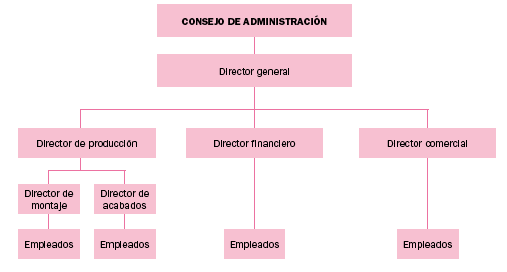 CONSEJO DE ADMINISTRACIÓN
Director general
Director de producción
Director financiero
Director comercial
Director de
montaje
Director de
acabados
Empleados
Empleados
Empleados
Empleados